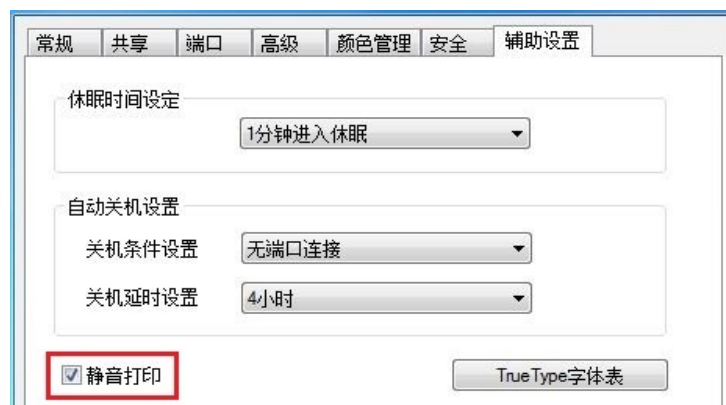 常规 共享 端口 高级 颜色管理 安全 辅助设置
休眠时间设定
1分钟进入休眠
自动关机设置
关机条件设置 无端口连接
关机延时设置 4小时
静音打印 TrueType字体表